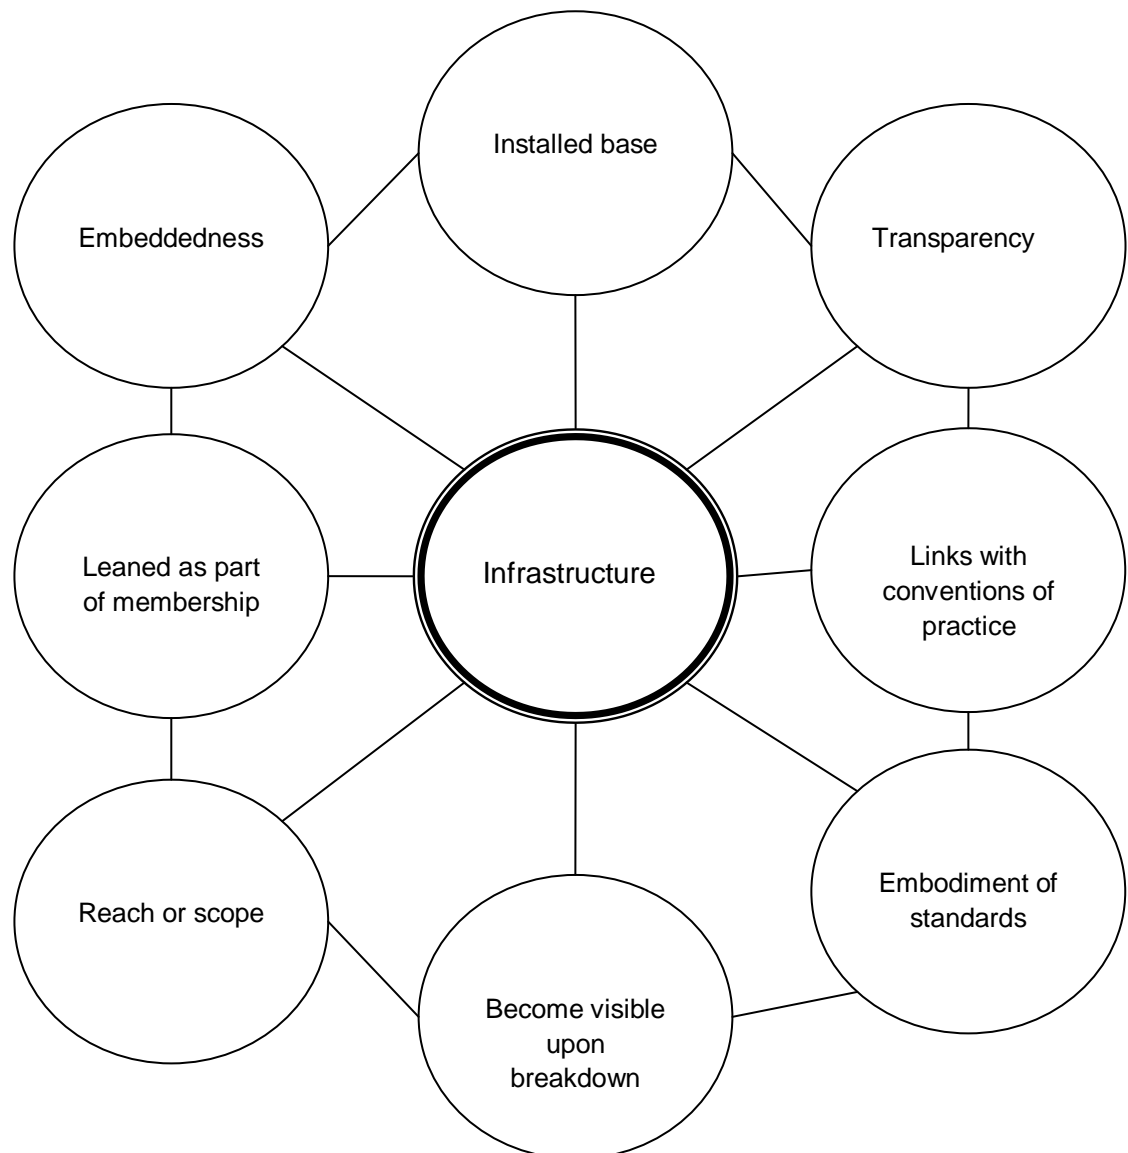 Installed base
Embeddedness
Transparency
Leaned as part
of membership
Infrastructure
Links with
conventions of
practice
Reach or scope
Embodiment of
standards
Become visible
upon
breakdown